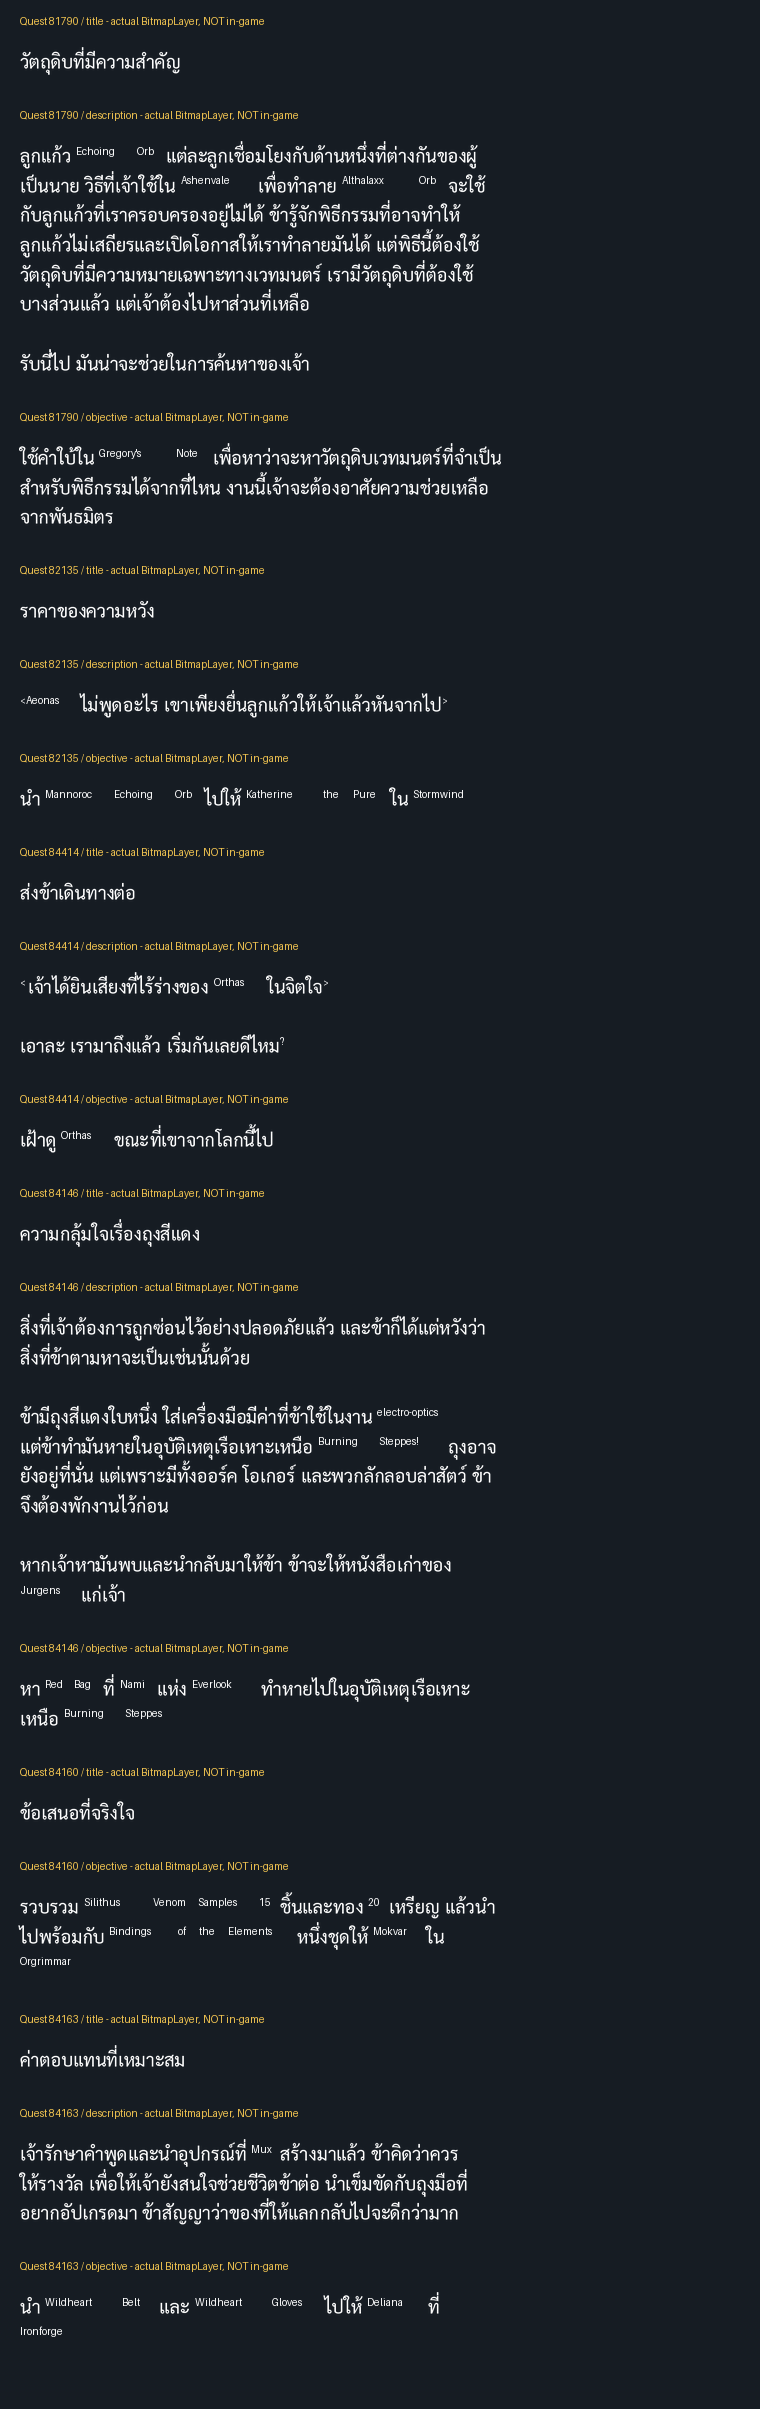 Quest 81790 / title - actual BitmapLayer, NOT in-game
วัตถุดิบที่มีความสำคัญ
Quest 81790 / description - actual BitmapLayer, NOT in-game
ลูกแก้ว Echoing Orb แต่ละลูกเชื่อมโยงกับด้านหนึ่งที่ต่างกันของผู้
เป็นนาย วิธีที่เจ้าใช้ใน Ashenvale เพื่อทำลาย Althalaxx Orb จะใช้
กับลูกแก้วที่เราครอบครองอยู่ไม่ได้ ข้ารู้จักพิธีกรรมที่อาจทำให้
ลูกแก้วไม่เสถียรและเปิดโอกาสให้เราทำลายมันได้ แต่พิธีนี้ต้องใช้
วัตถุดิบที่มีความหมายเฉพาะทางเวทมนตร์ เรามีวัตถุดิบที่ต้องใช้
บางส่วนแล้ว แต่เจ้าต้องไปหาส่วนที่เหลือ
รับนี่ไป มันน่าจะช่วยในการค้นหาของเจ้า
Quest 81790 / objective - actual BitmapLayer, NOT in-game
ใช้คำใบ้ใน Gregory's Note เพื่อหาว่าจะหาวัตถุดิบเวทมนตร์ที่จำเป็น
สำหรับพิธีกรรมได้จากที่ไหน งานนี้เจ้าจะต้องอาศัยความช่วยเหลือ
จากพันธมิตร
Quest 82135 / title - actual BitmapLayer, NOT in-game
ราคาของความหวัง
Quest 82135 / description - actual BitmapLayer, NOT in-game
<Aeonas ไม่พูดอะไร เขาเพียงยื่นลูกแก้วให้เจ้าแล้วหันจากไป>
Quest 82135 / objective - actual BitmapLayer, NOT in-game
นำ Mannoroc Echoing Orb ไปให้ Katherine the Pure ใน Stormwind
Quest 84414 / title - actual BitmapLayer, NOT in-game
ส่งข้าเดินทางต่อ
Quest 84414 / description - actual BitmapLayer, NOT in-game
<เจ้าได้ยินเสียงที่ไร้ร่างของ Orthas ในจิตใจ>
เอาละ เรามาถึงแล้ว เริ่มกันเลยดีไหม?
Quest 84414 / objective - actual BitmapLayer, NOT in-game
เฝ้าดู Orthas ขณะที่เขาจากโลกนี้ไป
Quest 84146 / title - actual BitmapLayer, NOT in-game
ความกลุ้มใจเรื่องถุงสีแดง
Quest 84146 / description - actual BitmapLayer, NOT in-game
สิ่งที่เจ้าต้องการถูกซ่อนไว้อย่างปลอดภัยแล้ว และข้าก็ได้แต่หวังว่า
สิ่งที่ข้าตามหาจะเป็นเช่นนั้นด้วย
ข้ามีถุงสีแดงใบหนึ่ง ใส่เครื่องมือมีค่าที่ข้าใช้ในงาน electro-optics
แต่ข้าทำมันหายในอุบัติเหตุเรือเหาะเหนือ Burning Steppes! ถุงอาจ
ยังอยู่ที่นั่น แต่เพราะมีทั้งออร์ค โอเกอร์ และพวกลักลอบล่าสัตว์ ข้า
จึงต้องพักงานไว้ก่อน
หากเจ้าหามันพบและนำกลับมาให้ข้า ข้าจะให้หนังสือเก่าของ
Jurgens แก่เจ้า
Quest 84146 / objective - actual BitmapLayer, NOT in-game
หา Red Bag ที่ Nami แห่ง Everlook ทำหายไปในอุบัติเหตุเรือเหาะ
เหนือ Burning Steppes
Quest 84160 / title - actual BitmapLayer, NOT in-game
ข้อเสนอที่จริงใจ
Quest 84160 / objective - actual BitmapLayer, NOT in-game
รวบรวม Silithus Venom Samples 15 ชิ้นและทอง 20 เหรียญ แล้วนำ
ไปพร้อมกับ Bindings of the Elements หนึ่งชุดให้ Mokvar ใน
Orgrimmar
Quest 84163 / title - actual BitmapLayer, NOT in-game
ค่าตอบแทนที่เหมาะสม
Quest 84163 / description - actual BitmapLayer, NOT in-game
เจ้ารักษาคำพูดและนำอุปกรณ์ที่ Mux สร้างมาแล้ว ข้าคิดว่าควร
ให้รางวัล เพื่อให้เจ้ายังสนใจช่วยชีวิตข้าต่อ นำเข็มขัดกับถุงมือที่
อยากอัปเกรดมา ข้าสัญญาว่าของที่ให้แลกกลับไปจะดีกว่ามาก
Quest 84163 / objective - actual BitmapLayer, NOT in-game
นำ Wildheart Belt และ Wildheart Gloves ไปให้ Deliana ที่
Ironforge